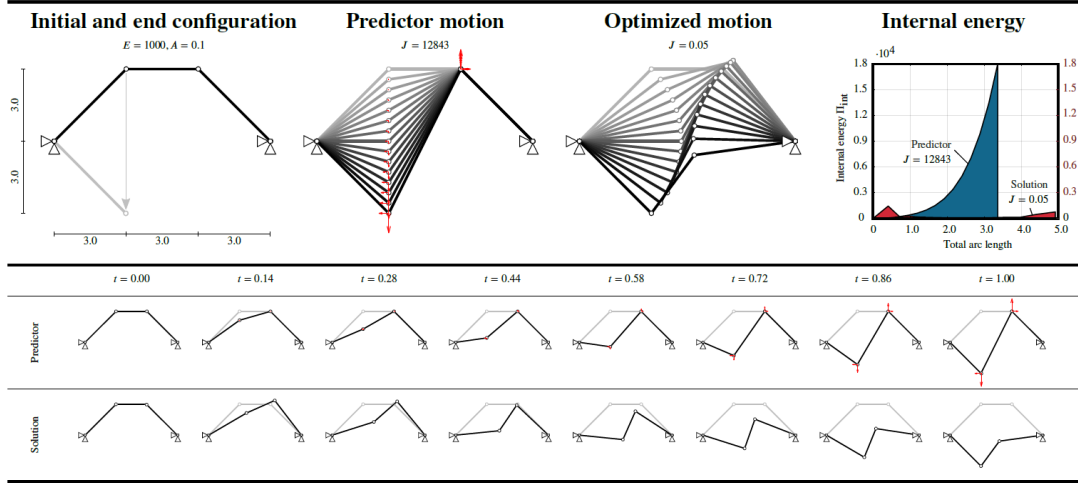 Initial and end configuration
Predictor motion
Optimized motion
Internal energy
E = 1000, A = 0.1
J = 12843
J = 0.05
3.0
3.0
3.0
3.0
3.0
·10⁴
1.8
1.5
1.2
0.9
0.6
0.3
0
Internal energy Π_int
Predictor
J = 12843
Solution
J = 0.05
1.8
1.5
1.2
0.9
0.6
0.3
0
0
1.0
2.0
3.0
4.0
5.0
Total arc length
t = 0.00
t = 0.14
t = 0.28
t = 0.44
t = 0.58
t = 0.72
t = 0.86
t = 1.00
Predictor
Solution